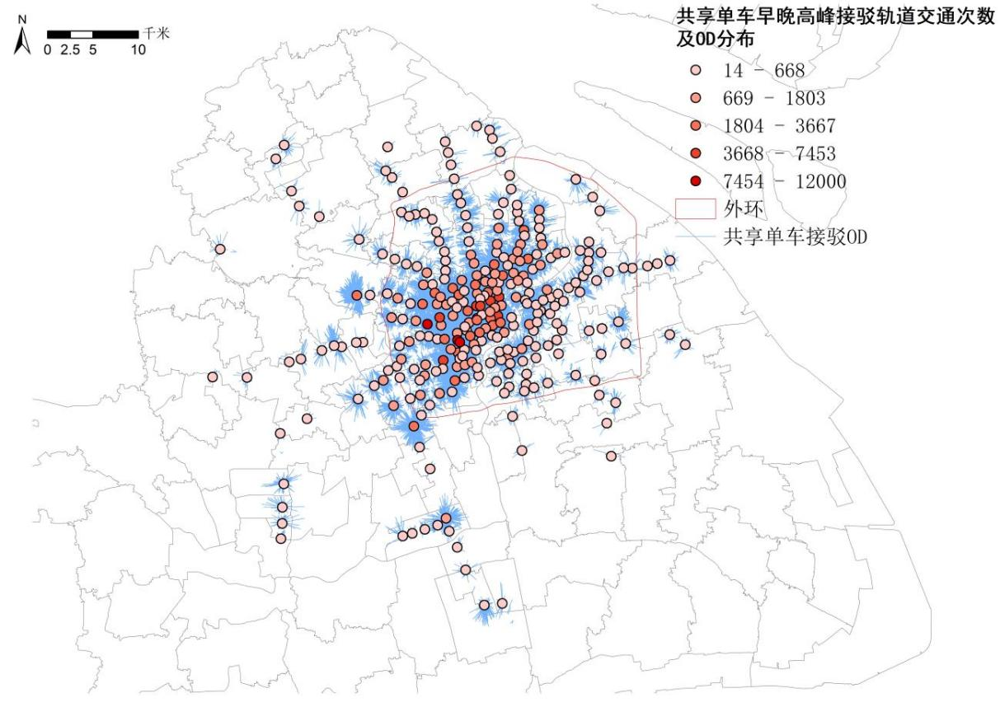 N
千米
0 2.5 5 10
共享单车早晚高峰接驳轨道交通次数
及OD分布
14 - 668
669 - 1803
1804 - 3667
3668 - 7453
7454 - 12000
外环
共享单车接驳OD